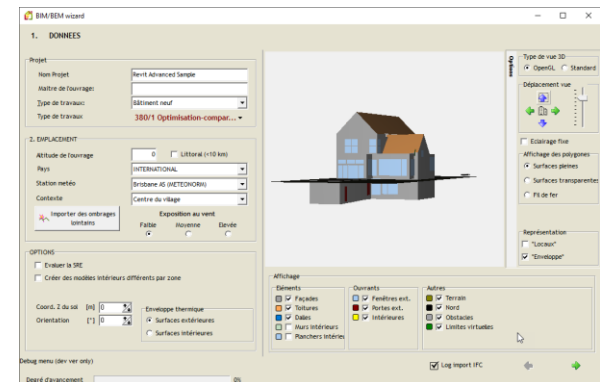 BIM/BEM wizard
1. DONNEES
Projet
Nom Projet
Revit Advanced Sample
Maître de l'ouvrage:
Type de travaux:
Bâtiment neuf
Type de travaux
380/1 Optimisation-compar...
2. EMPLACEMENT
Altitude de l'ouvrage
0
Littoral (<10 km)
Pays
INTERNATIONAL
Station metéo
Brisbane AS (METEONORM)
Contexte
Centre du village
Importer des ombrages lointains
Exposition au vent
Faible Moyenne Elevée
OPTIONS
Evaluer la SRE
Créer des modèles intérieurs différents par zone
Coord. Z du sol [m] 0
Orientation [°] 0
Enveloppe thermique
Surfaces extérieures
Surfaces intérieures
Debug menu (dev ver only)
Degré d'avancement
0%
Options
Type de vue 3D
OpenGL Standard
Déplacement vue
Eclairage fixe
Affichage des polygones
Surfaces pleines
Surfaces transparentes
Fil de fer
Représentation
"Locaux"
"Enveloppe"
Affichage
Eléments
Façades
Toitures
Dalles
Murs intérieurs
Planchers intérie
Ouvrants
Fenêtres ext.
Portes ext.
Intérieures
Autres
Terrain
Nord
Obstacles
Limites virtuelles
Log import IFC